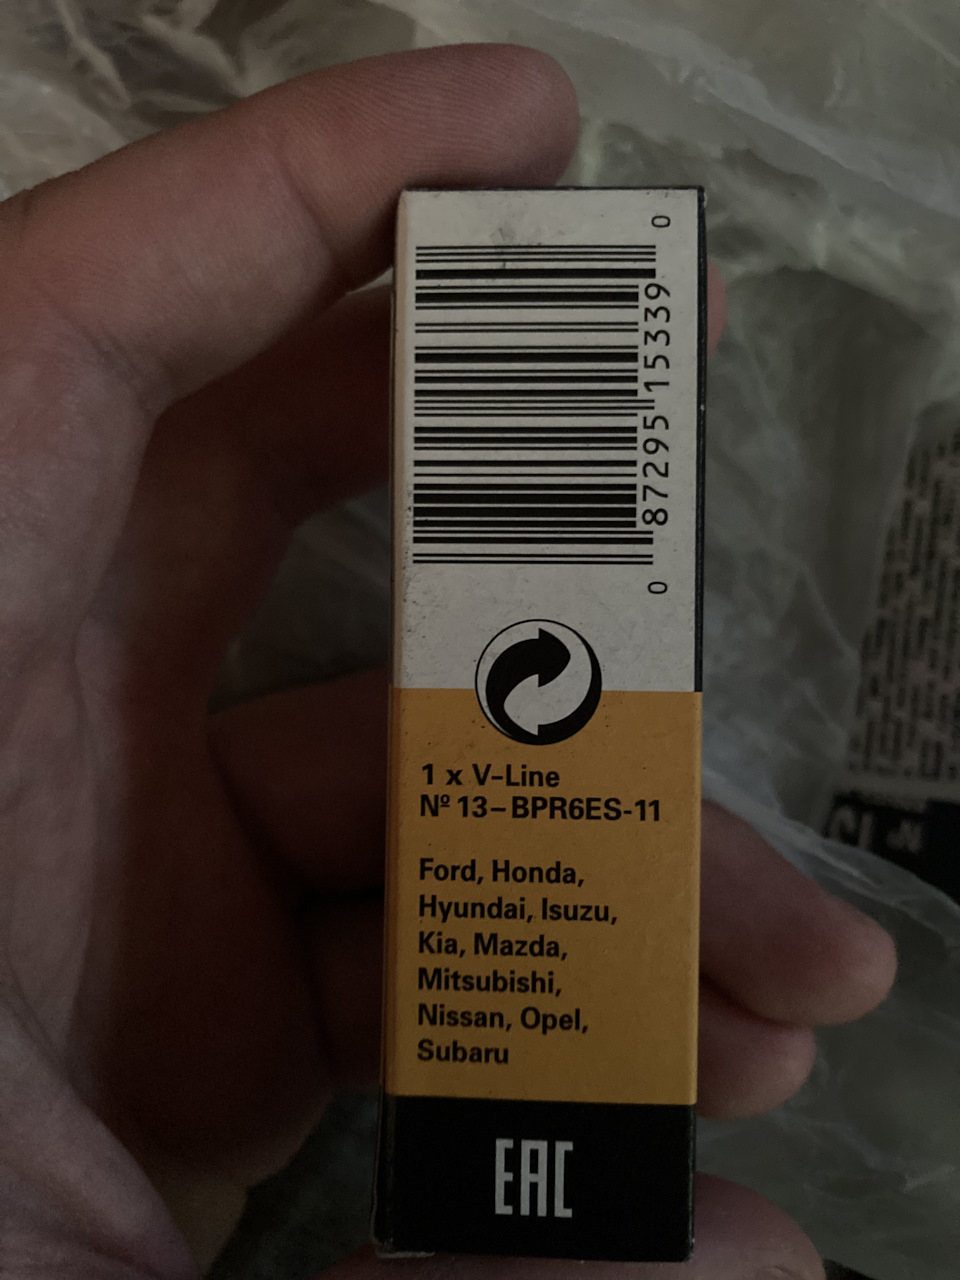 0 87295 15339 0
1 x V-Line
Nº 13-BPR6ES-11
Ford, Honda,
Hyundai, Isuzu,
Kia, Mazda,
Mitsubishi,
Nissan, Opel,
Subaru
EAC